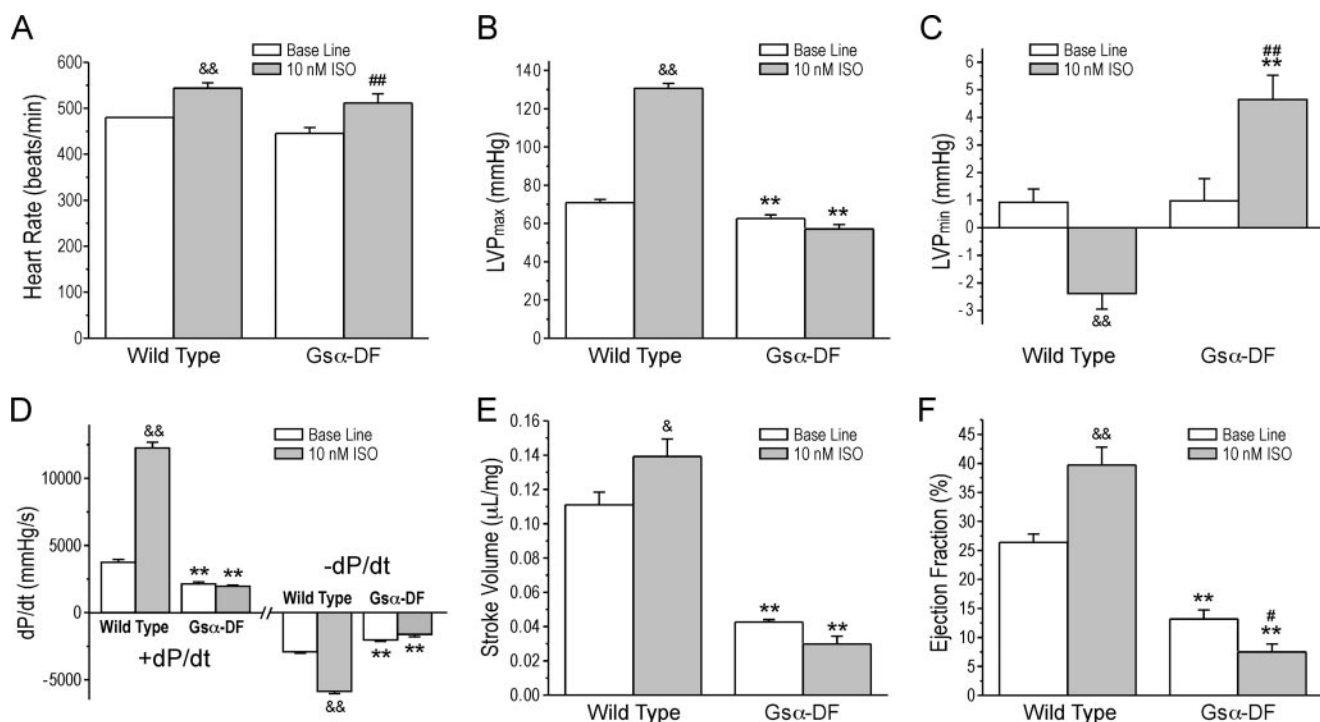 A
Base Line
10 nM ISO
Heart Rate (beats/min)
600
500
400
300
200
100
0
&&
##
Wild Type
Gsα-DF
B
Base Line
10 nM ISO
LVPmax (mmHg)
140
120
100
80
60
40
20
0
&&
**
**
Wild Type
Gsα-DF
C
Base Line
10 nM ISO
LVPmin (mmHg)
6
5
4
3
2
1
0
-1
-2
-3
&&
##
**
Wild Type
Gsα-DF
D
Base Line
10 nM ISO
dP/dt (mmHg/s)
10000
5000
0
-5000
&&
**
**
Wild Type
Gsα-DF
+dP/dt
-dP/dt
Wild Type
Gsα-DF
**
**
&&
E
Base Line
10 nM ISO
Stroke Volume (μL/mg)
0.16
0.14
0.12
0.10
0.08
0.06
0.04
0.02
0.00
&
**
**
Wild Type
Gsα-DF
F
Base Line
10 nM ISO
Ejection Fraction (%)
45
40
35
25
20
15
10
5
0
&&
**
#
**
Wild Type
Gsα-DF